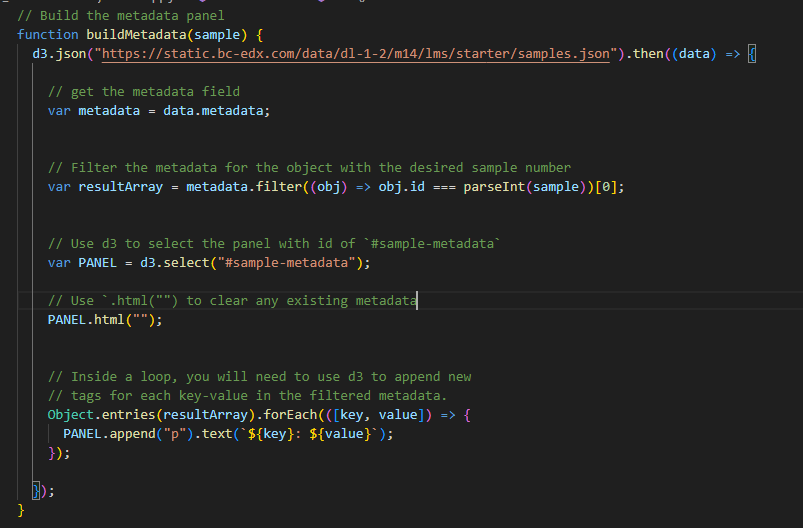 // Build the metadata panel
function buildMetadata(sample) {
d3.json("https://static.bc-edx.com/data/dl-1-2/m14/lms/starter/samples.json").then((data) => {
// get the metadata field
var metadata = data.metadata;
// Filter the metadata for the object with the desired sample number
var resultArray = metadata.filter((obj) => obj.id === parseInt(sample))[0];
// Use d3 to select the panel with id of `#sample-metadata`
var PANEL = d3.select("#sample-metadata");
// Use `.html("") to clear any existing metadata
PANEL.html("");
// Inside a loop, you will need to use d3 to append new
// tags for each key-value in the filtered metadata.
Object.entries(resultArray).forEach(([key, value]) => {
PANEL.append("p").text(`${key}: ${value}`);
});
});
}